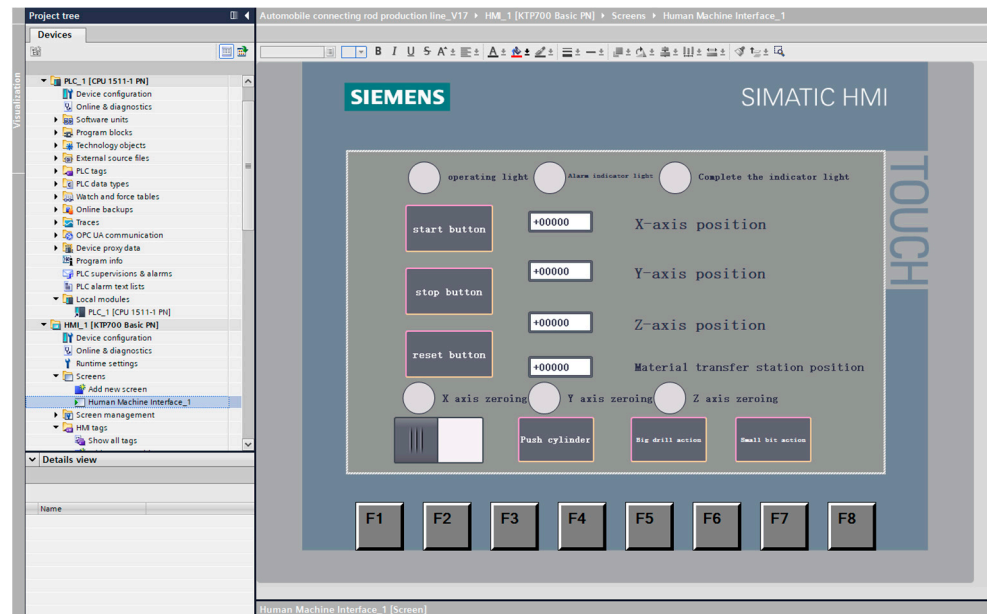 Project tree
Automobile connecting rod production line_V17 ▸ HMI_1 [KTP700 Basic PN] ▸ Screens ▸ Human Machine Interface_1
Devices
B I U S A
Visualization
PLC_1 [CPU 1511-1 PN]
Device configuration
Online & diagnostics
Software units
Program blocks
Technology objects
External source files
PLC tags
PLC data types
Watch and force tables
Online backups
Traces
OPC UA communication
Device proxy data
Program info
PLC supervisions & alarms
PLC alarm text lists
Local modules
PLC_1 [CPU 1511-1 PN]
HMI_1 [KTP700 Basic PN]
Device configuration
Online & diagnostics
Runtime settings
Screens
Add new screen
Human Machine Interface_1
Screen management
HMI tags
Show all tags
Details view
Name
SIEMENS
SIMATIC HMI
TOUCH
operating light
Alarm indicator light
Complete the indicator light
start button
+00000
X-axis position
stop button
+00000
Y-axis position
+00000
Z-axis position
reset button
+00000
Material transfer station position
X axis zeroing
Y axis zeroing
Z axis zeroing
Push cylinder
Big drill action
Small bit action
F1 F2 F3 F4 F5 F6 F7 F8
Human Machine Interface_1 [Screen]